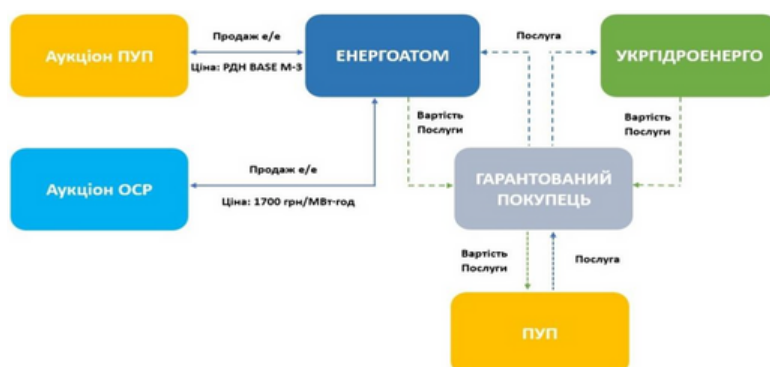 Аукціон ПУП
Продаж е/е
Ціна: РДН BASE M-3
ЕНЕРГОАТОМ
Послуга
УКРГІДРОЕНЕРГО
Вартість
Послуги
Вартість
Послуги
Аукціон ОСР
Продаж е/е
Ціна: 1700 грн/МВт-год
ГАРАНТОВАНИЙ
ПОКУПЕЦЬ
Вартість
Послуги
Послуга
ПУП